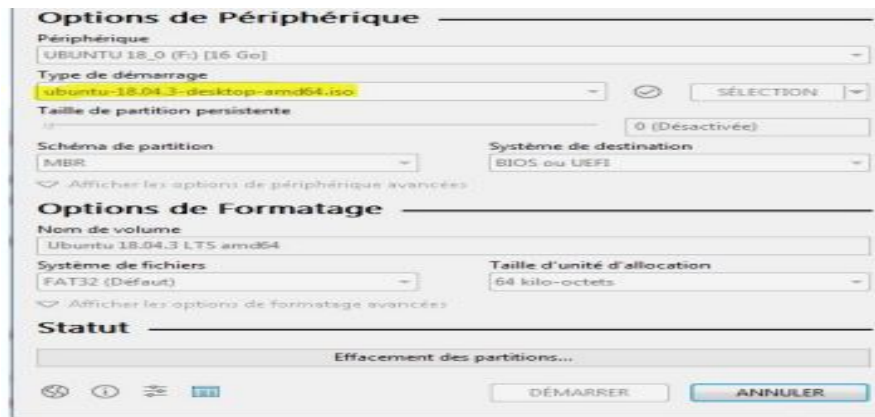 Options de Périphérique
Périphérique
UBUNTU 18_0 (F:) [16 Go]
Type de démarrage
ubuntu-18.04.3-desktop-amd64.iso
SÉLECTION
Taille de partition persistente
0 (Désactivée)
Schéma de partition
Système de destination
MBR
BIOS ou UEFI
Afficher les options de périphérique avancées
Options de Formatage
Nom de volume
Ubuntu 18.04.3 LTS amd64
Système de fichiers
Taille d'unité d'allocation
FAT32 (Défaut)
64 kilo-octets
Afficher les options de formatage avancées
Statut
Effacement des partitions...
DÉMARRER
ANNULER